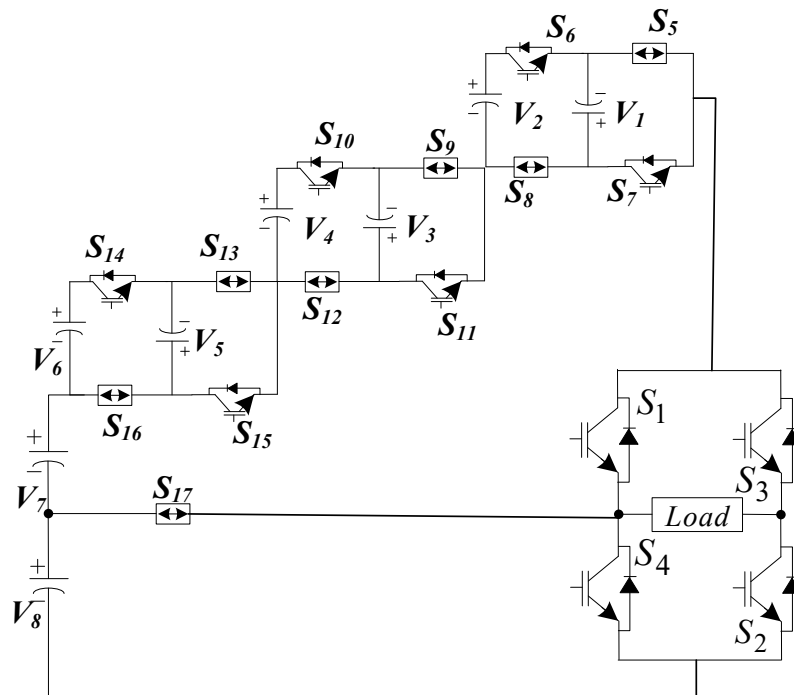 S6
S5
+
−
V2
V1
−
+
S10
S9
S8
S7
+
−
V4
V3
−
+
S14
S13
S12
S11
+
−
V6
V5
−
+
S16
S15
+
−
V7
S17
S1
S3
Load
+
−
V8
S4
S2